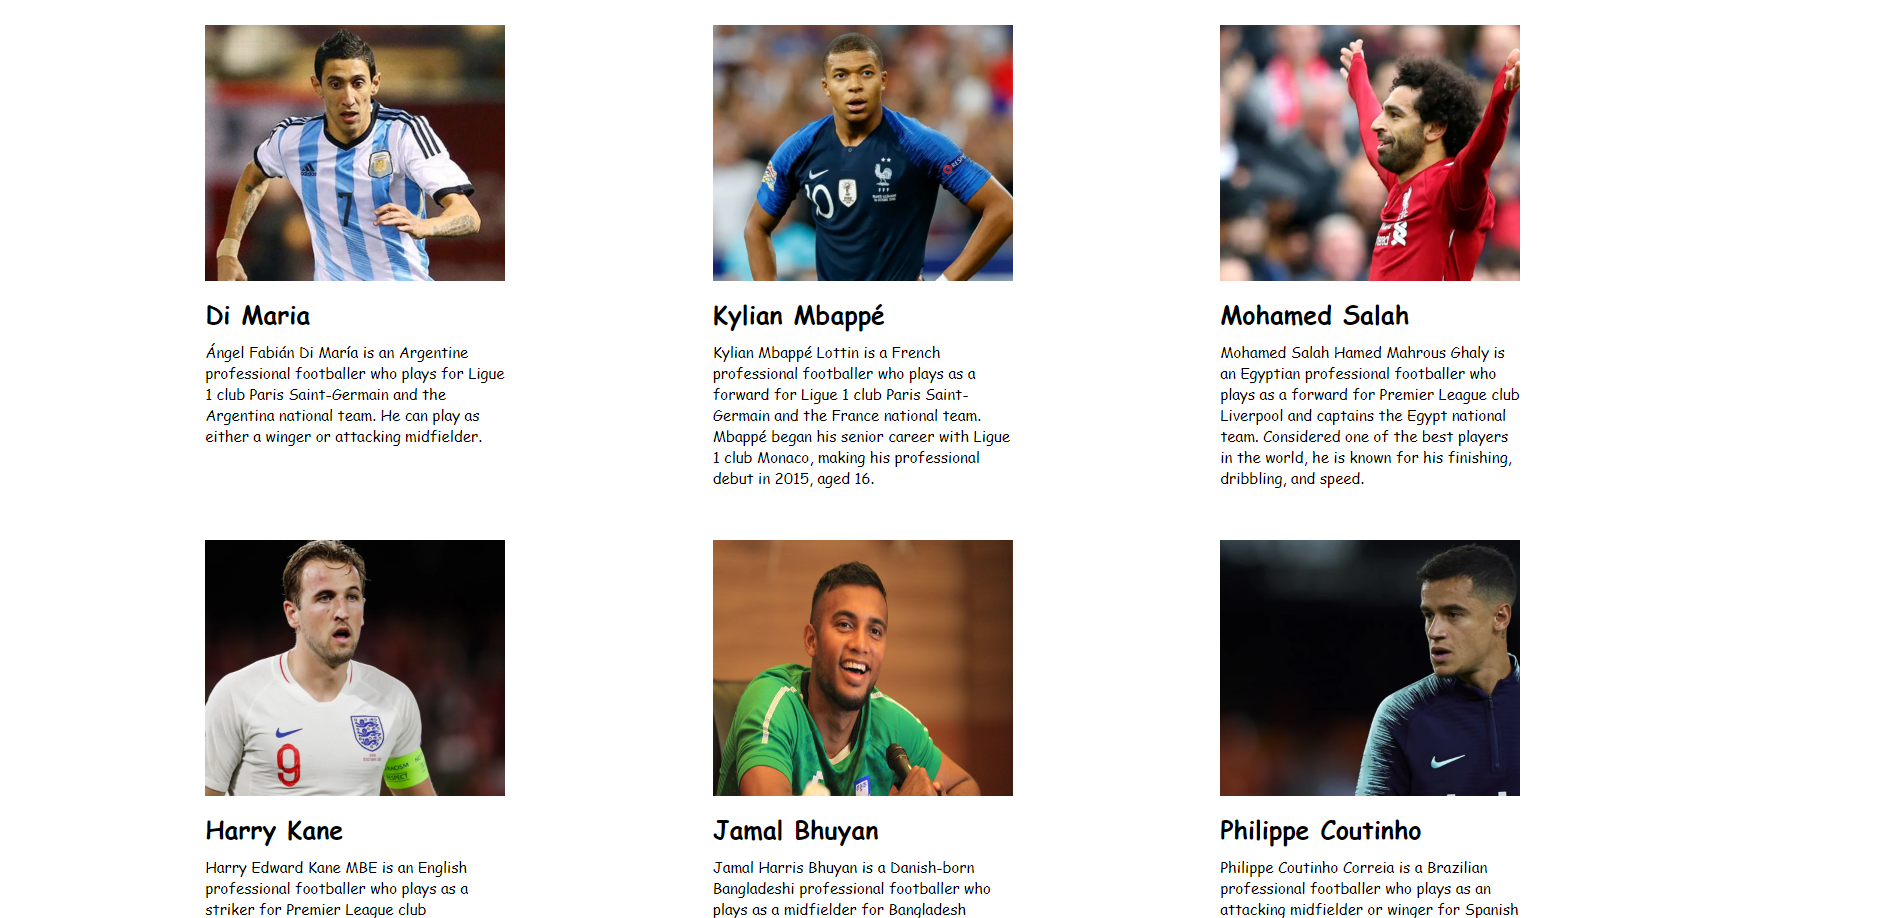 7
10
RESPE
Di Maria
Ángel Fabián Di María is an Argentine
professional footballer who plays for Ligue
1 club Paris Saint-Germain and the
Argentina national team. He can play as
either a winger or attacking midfielder.
Kylian Mbappé
Kylian Mbappé Lottin is a French
professional footballer who plays as a
forward for Ligue 1 club Paris Saint-
Germain and the France national team.
Mbappé began his senior career with Ligue
1 club Monaco, making his professional
debut in 2015, aged 16.
Mohamed Salah
Mohamed Salah Hamed Mahrous Ghaly is
an Egyptian professional footballer who
plays as a forward for Premier League club
Liverpool and captains the Egypt national
team. Considered one of the best players
in the world, he is known for his finishing,
dribbling, and speed.
9
RESPECT
Harry Kane
Harry Edward Kane MBE is an English
professional footballer who plays as a
striker for Premier League club
Jamal Bhuyan
Jamal Harris Bhuyan is a Danish-born
Bangladeshi professional footballer who
plays as a midfielder for Bangladesh
Philippe Coutinho
Philippe Coutinho Correia is a Brazilian
professional footballer who plays as an
attacking midfielder or winger for Spanish